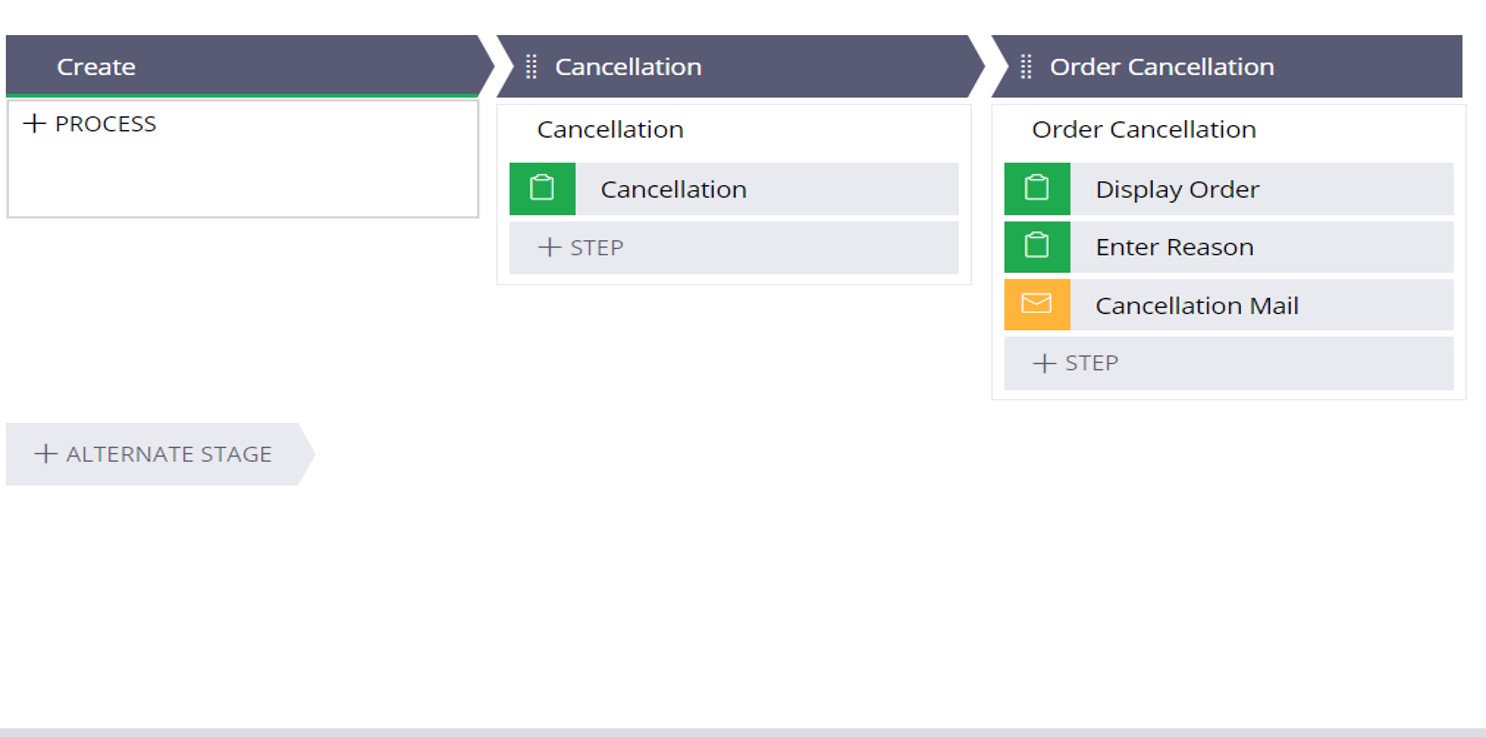 Create
Cancellation
Order Cancellation
+ PROCESS
Cancellation
Cancellation
+ STEP
Order Cancellation
Display Order
Enter Reason
Cancellation Mail
+ STEP
+ ALTERNATE STAGE